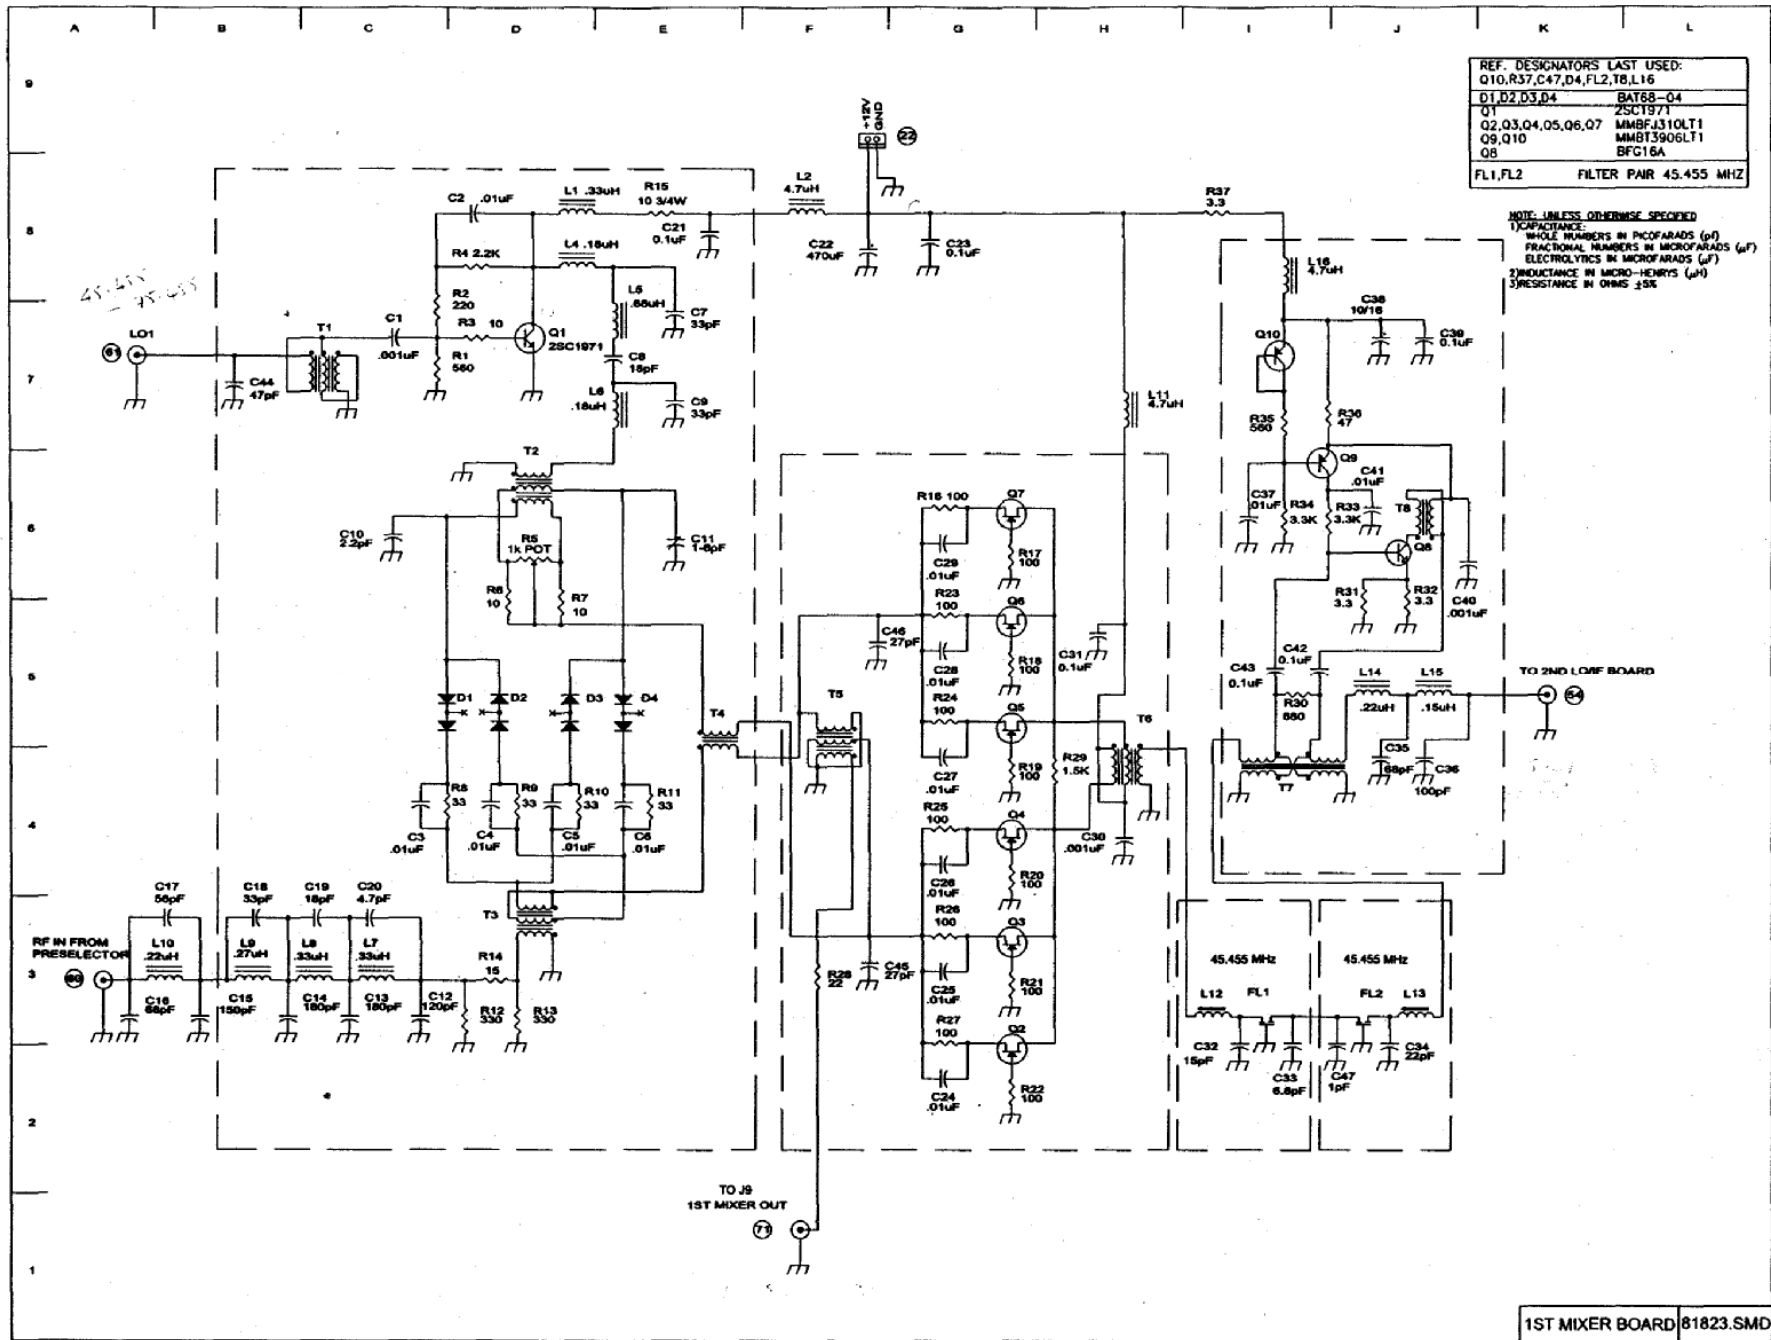 A B C D E F G H I J K L
9
8
7
6
5
4
3
2
1
REF. DESIGNATORS LAST USED:
Q10,R37,C47,D4,FL2,T8,L16
D1,D2,D3,D4 BAT68-04
Q1 2SC1971
Q2,Q3,Q4,Q5,Q6,Q7 MMBFJ310LT1
Q9,Q10 MMBT3906LT1
Q8 BFG16A
FL1,FL2 FILTER PAIR 45.455 MHZ
NOTE: UNLESS OTHERWISE SPECIFIED
1)CAPACITANCE:
WHOLE NUMBERS IN PICOFARADS (pf)
FRACTIONAL NUMBERS IN MICROFARADS (µF)
ELECTROLYTICS IN MICROFARADS (µF)
2)INDUCTANCE IN MICRO-HENRYS (µH)
3)RESISTANCE IN OHMS ±5%
+12V
GND
22
45.455
– 75.455
LO1
61
C44
47pF
T1
C1
.001uF
C2 .01uF
R4 2.2K
R2
220
R3 10
R1
560
Q1
2SC1971
L1 .33uH
L4 .18uH
R15
10 3/4W
C21
0.1uF
L5
.68uH
C7
33pF
C8
18pF
L6
.18uH
C9
33pF
L2
4.7uH
C22
470uF
C23
0.1uF
R37
3.3
T2
C10
2.2pF
R5
1k POT
C11
1-6pF
R6
10
R7
10
D1
D2
D3
D4
T4
R8
33
R9
33
R10
33
R11
33
C3
.01uF
C4
.01uF
C5
.01uF
C6
.01uF
T3
RF IN FROM
PRESELECTOR
60
C17
56pF
C18
33pF
C19
18pF
C20
4.7pF
L10
.22uH
L9
.27uH
L8
.33uH
L7
.33uH
C16
68pF
C15
150pF
C14
180pF
C13
180pF
C12
120pF
R14
15
R12
330
R13
330
C46
27pF
T5
C45
27pF
R28
22
TO J9
1ST MIXER OUT
71
R16 100
Q7
R17
100
C29
.01uF
R23
100
Q6
R18
100
C28
.01uF
R24
100
Q5
R19
100
C27
.01uF
R25
100
Q4
R20
100
C26
.01uF
R26
100
Q3
R21
100
C25
.01uF
R27
100
Q2
R22
100
C24
.01uF
L11
4.7uH
C31
0.1uF
R29
1.5K
T6
C30
.001uF
L16
4.7uH
Q10
C38
10/16
C39
0.1uF
R35
560
R36
47
Q9
C37
.01uF
R34
3.3K
R33
3.3K
C41
.01uF
T8
Q8
R31
3.3
R32
3.3
C40
.001uF
C43
0.1uF
C42
0.1uF
R30
680
L14
.22uH
L15
.15uH
C35
68pF
C36
100pF
T7
TO 2ND LO/IF BOARD
54
45.455 MHz
45.455 MHz
L12
FL1
FL2
L13
C32
15pF
C33
6.8pF
C47
1pF
C34
22pF
1ST MIXER BOARD 81823.SMD